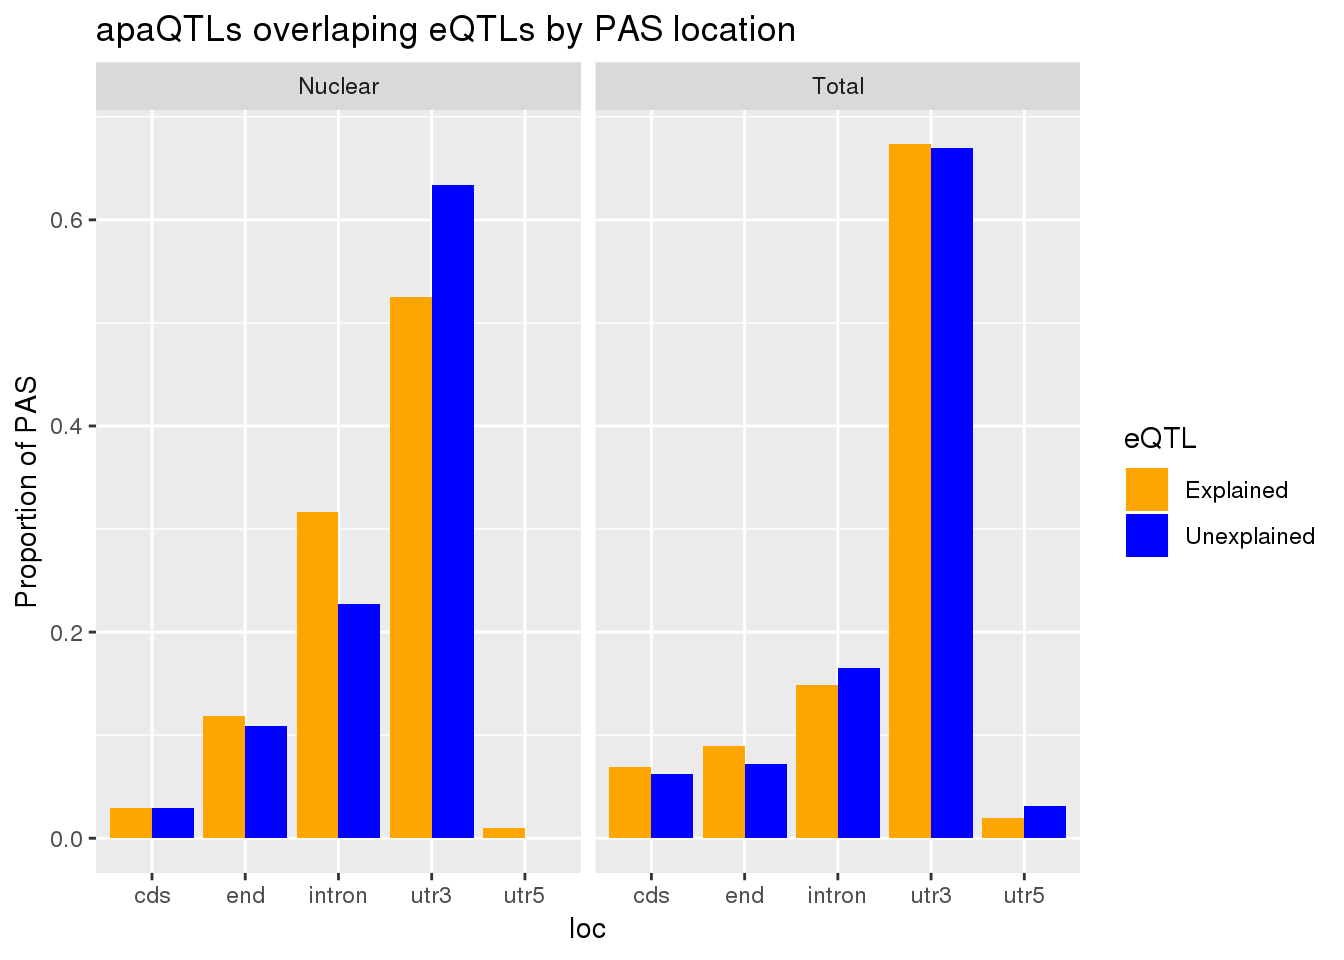 apaQTLs overlaping eQTLs by PAS location
Nuclear
Total
Proportion of PAS
0.6
0.4
0.2
0.0
cds end intron utr3 utr5
cds end intron utr3 utr5
loc
eQTL
Explained
Unexplained